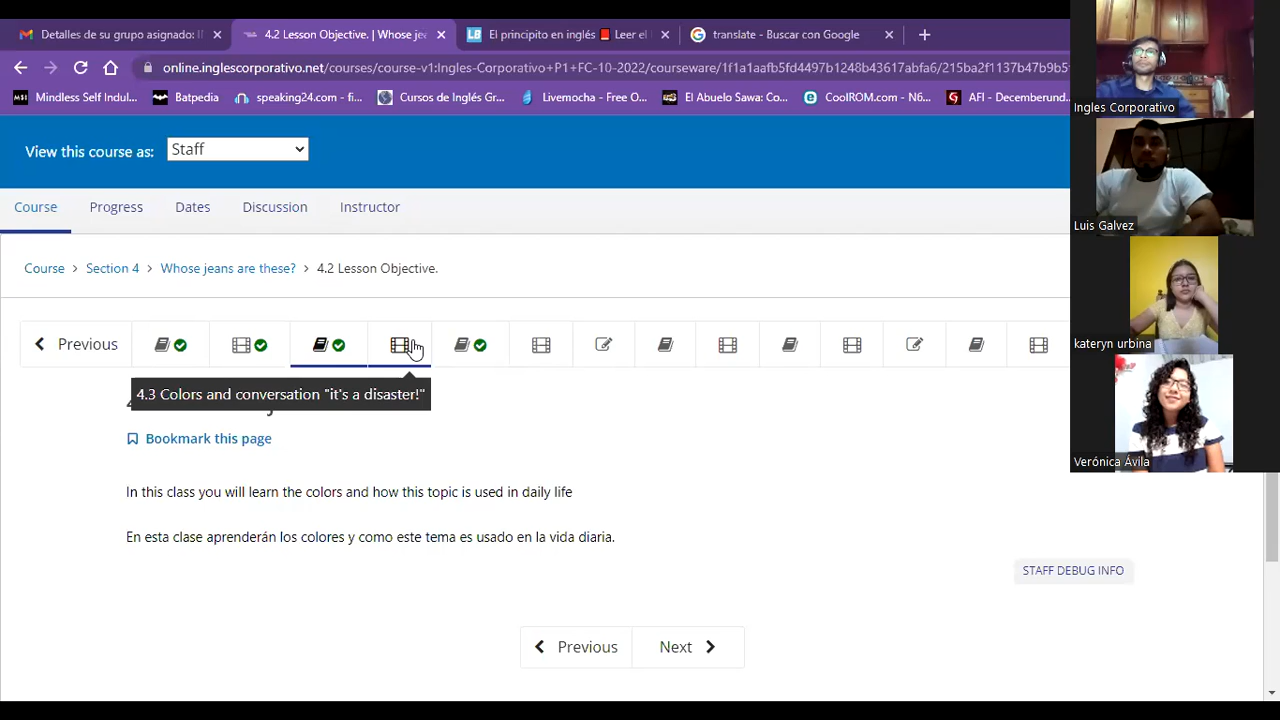 Detalles de su grupo asignado: If
4.2 Lesson Objective. | Whose jea
El principito en inglés 📕 Leer el l
translate - Buscar con Google
online.inglescorporativo.net/courses/course-v1:Ingles-Corporativo+P1+FC-10-2022/courseware/1f1a1aafb5fd4497b1248b43617abfa6/215ba2f1137b47b9b5
Mindless Self Indul...
Batpedia
speaking24.com - fi...
Cursos de Inglés Gr...
Livemocha - Free O...
El Abuelo Sawa: Co...
CoolROM.com - N6...
AFI - Decemberund
View this course as:
Staff
Course
Progress
Dates
Discussion
Instructor
Course > Section 4 > Whose jeans are these? > 4.2 Lesson Objective.
Previous
4.3 Colors and conversation "it's a disaster!"
Bookmark this page
In this class you will learn the colors and how this topic is used in daily life
En esta clase aprenderán los colores y como este tema es usado en la vida diaria.
STAFF DEBUG INFO
Previous
Next
Ingles Corporativo
Luis Galvez
kateryn urbina
Verónica Ávila